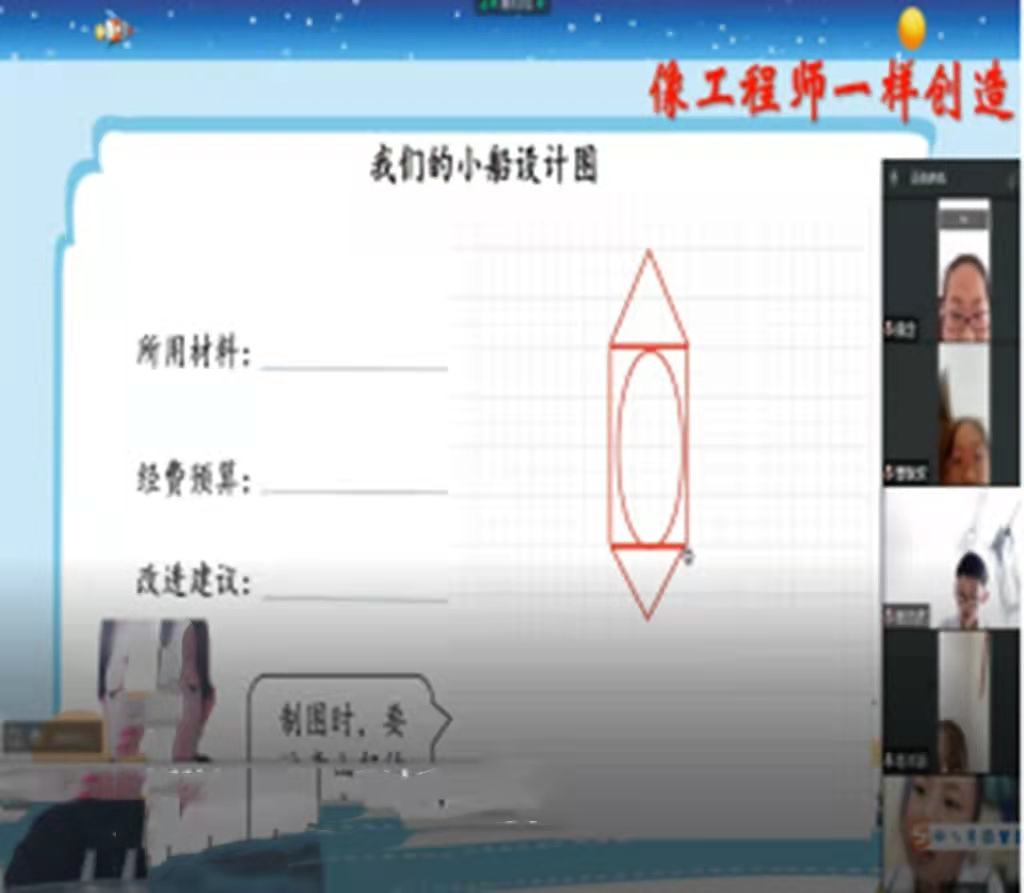 像工程师一样创造
我们的小船设计图
所用材料：
经费预算：
改进建议：
制图时，要